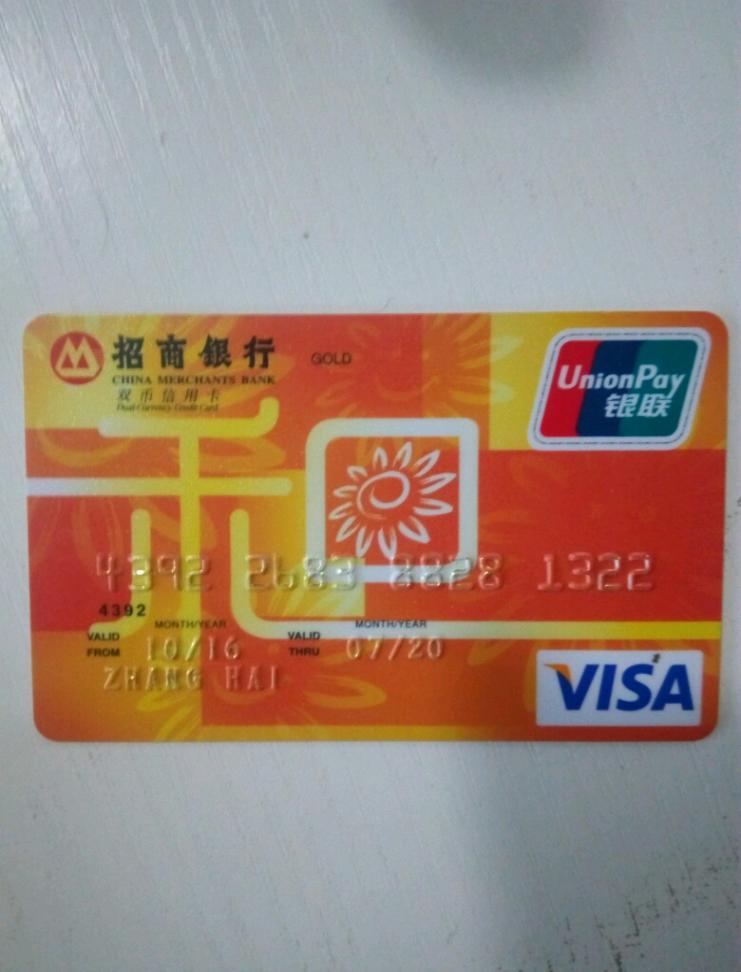 招商银行 GOLD
CHINA MERCHANTS BANK
双币信用卡
Dual-Currency Credit Card
UnionPay
银联
4392 2683 8828 1322
4392
MONTH/YEAR MONTH/YEAR
VALID FROM 10/16 VALID THRU 07/20
ZHANG HAI
VISA